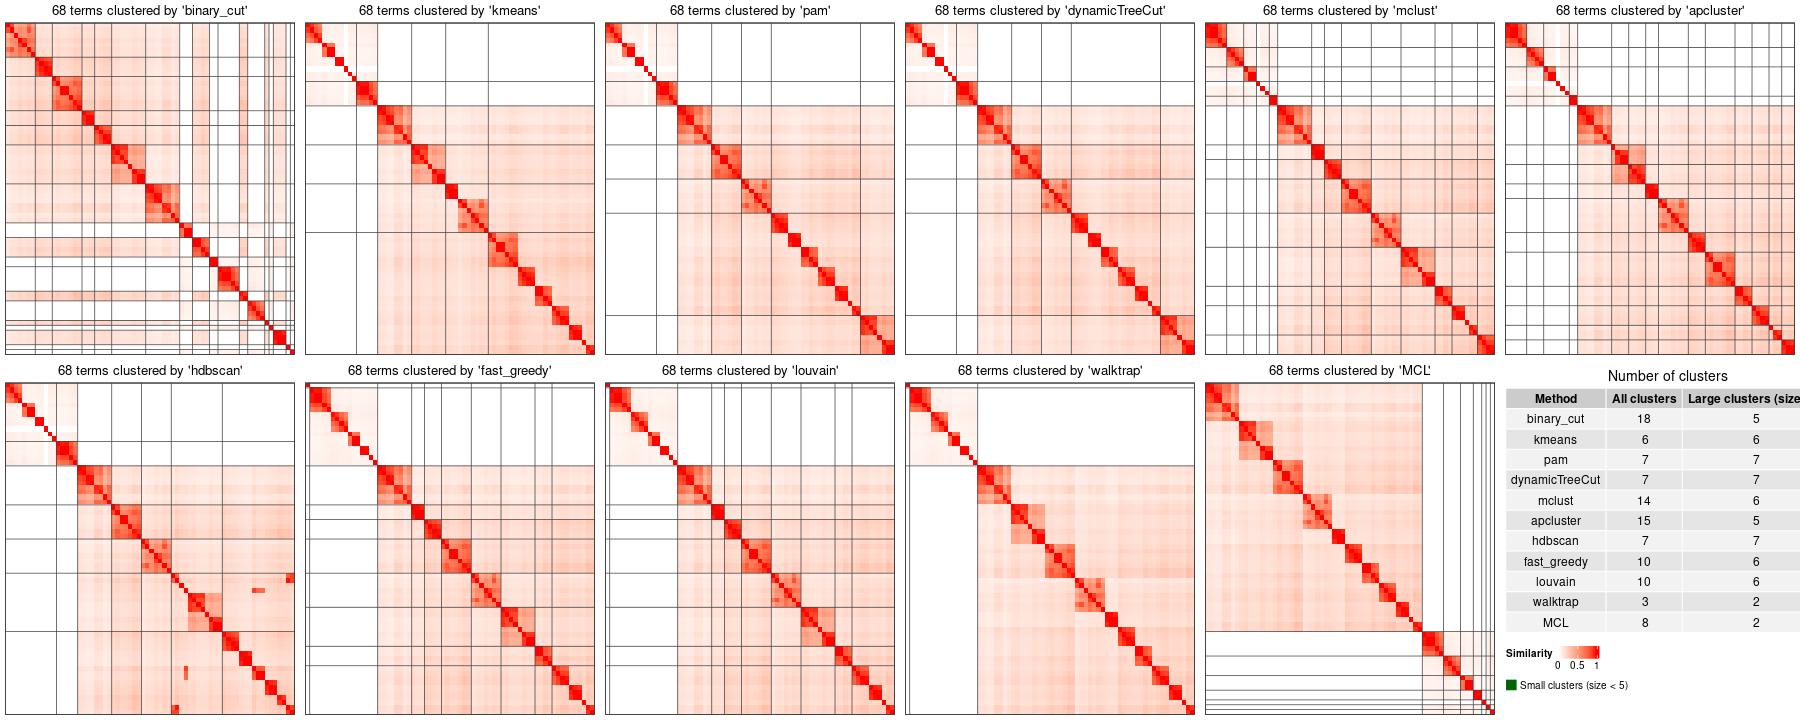 68 terms clustered by 'binary_cut'
68 terms clustered by 'kmeans'
68 terms clustered by 'pam'
68 terms clustered by 'dynamicTreeCut'
68 terms clustered by 'mclust'
68 terms clustered by 'apcluster'
68 terms clustered by 'hdbscan'
68 terms clustered by 'fast_greedy'
68 terms clustered by 'louvain'
68 terms clustered by 'walktrap'
68 terms clustered by 'MCL'
Number of clusters
Method All clusters Large clusters (size
binary_cut 18 5
kmeans 6 6
pam 7 7
dynamicTreeCut 7 7
mclust 14 6
apcluster 15 5
hdbscan 7 7
fast_greedy 10 6
louvain 10 6
walktrap 3 2
MCL 8 2
Similarity
0 0.5 1
Small clusters (size < 5)